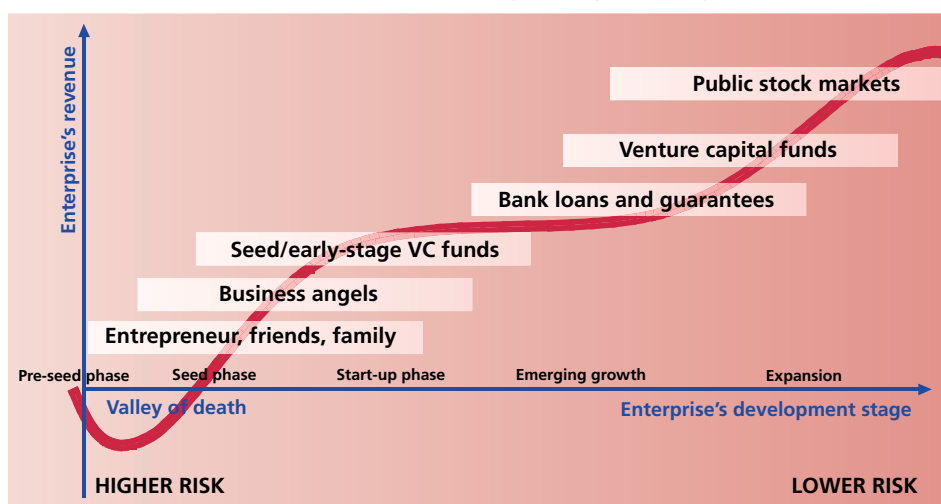 Enterprise's revenue
Public stock markets
Venture capital funds
Bank loans and guarantees
Seed/early-stage VC funds
Business angels
Entrepreneur, friends, family
Pre-seed phase
Seed phase
Start-up phase
Emerging growth
Expansion
Valley of death
Enterprise's development stage
HIGHER RISK
LOWER RISK